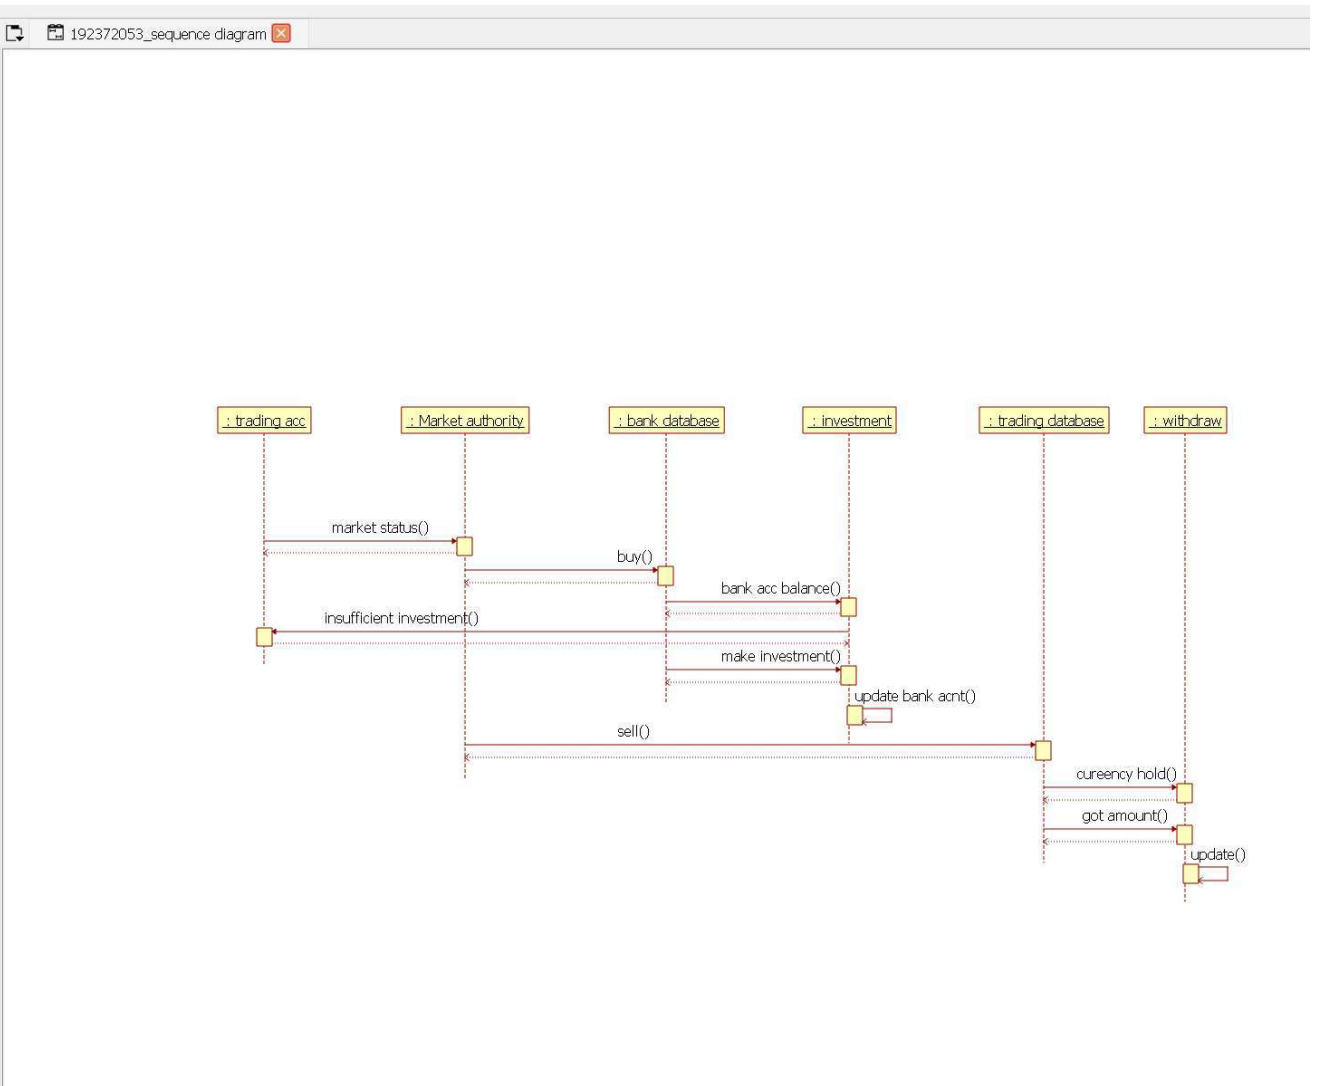 192372053_sequence diagram
: trading acc
: Market authority
: bank database
: investment
: trading database
: withdraw
market status()
buy()
bank acc balance()
insufficient investment()
make investment()
update bank acnt()
sell()
cureency hold()
got amount()
update()